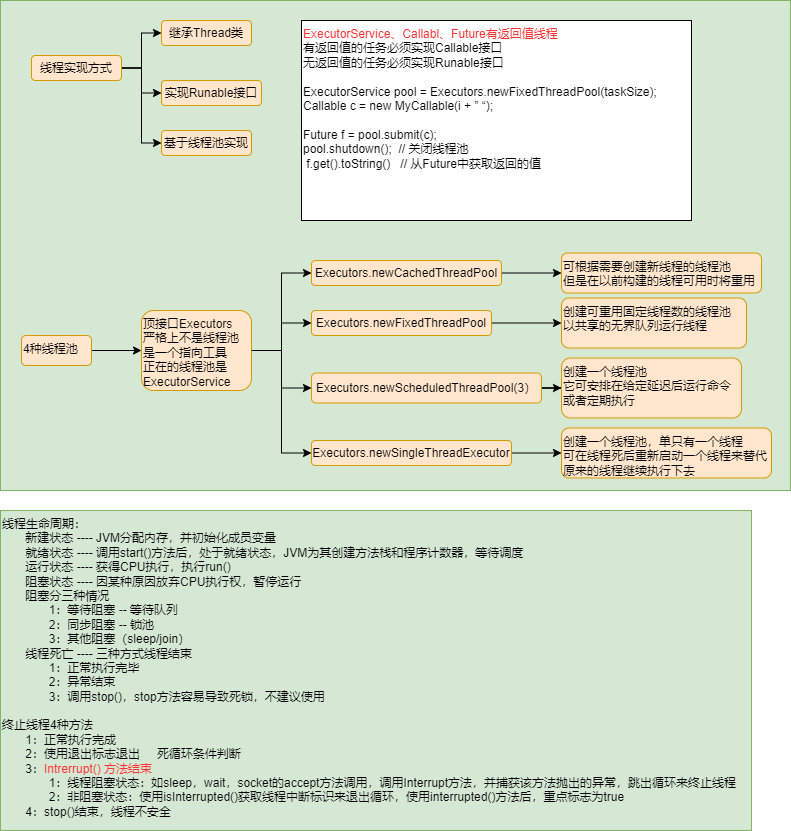 线程实现方式
继承Thread类
实现Runable接口
基于线程池实现
ExecutorService、Callabl、Future有返回值线程
有返回值的任务必须实现Callable接口
无返回值的任务必须实现Runable接口
ExecutorService pool = Executors.newFixedThreadPool(taskSize);
Callable c = new MyCallable(i + ” “);
Future f = pool.submit(c);
pool.shutdown();  // 关闭线程池
f.get().toString()   // 从Future中获取返回的值
4种线程池
顶接口Executors
严格上不是线程池
是一个指向工具
正在的线程池是
ExecutorService
Executors.newCachedThreadPool
可根据需要创建新线程的线程池
但是在以前构建的线程可用时将重用
Executors.newFixedThreadPool
创建可重用固定线程数的线程池
以共享的无界队列运行线程
Executors.newScheduledThreadPool(3）
创建一个线程池
它可安排在给定延迟后运行命令
或者定期执行
Executors.newSingleThreadExecutor
创建一个线程池，单只有一个线程
可在线程死后重新启动一个线程来替代
原来的线程继续执行下去
线程生命周期：
新建状态 ---- JVM分配内存，并初始化成员变量
就绪状态 ---- 调用start()方法后，处于就绪状态，JVM为其创建方法栈和程序计数器，等待调度
运行状态 ---- 获得CPU执行，执行run()
阻塞状态 ---- 因某种原因放弃CPU执行权，暂停运行
阻塞分三种情况
1：等待阻塞 -- 等待队列
2：同步阻塞 -- 锁池
3：其他阻塞（sleep/join）
线程死亡 ---- 三种方式线程结束
1：正常执行完毕
2：异常结束
3：调用stop()，stop方法容易导致死锁，不建议使用
终止线程4种方法
1：正常执行完成
2：使用退出标志退出     死循环条件判断
3：Intrerrupt() 方法结束
1：线程阻塞状态：如sleep，wait，socket的accept方法调用，调用Interrupt方法，并捕获该方法抛出的异常，跳出循环来终止线程
2：非阻塞状态：使用isInterrupted()获取线程中断标识来退出循环，使用interrupted()方法后，重点标志为true
4：stop()结束，线程不安全